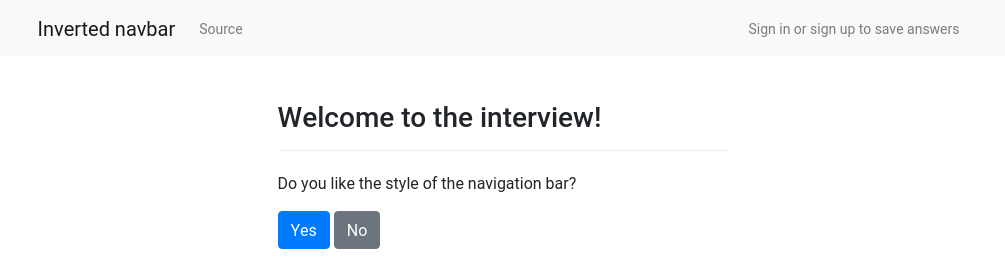 Inverted navbar Source Sign in or sign up to save answers
Welcome to the interview!
Do you like the style of the navigation bar?
Yes No